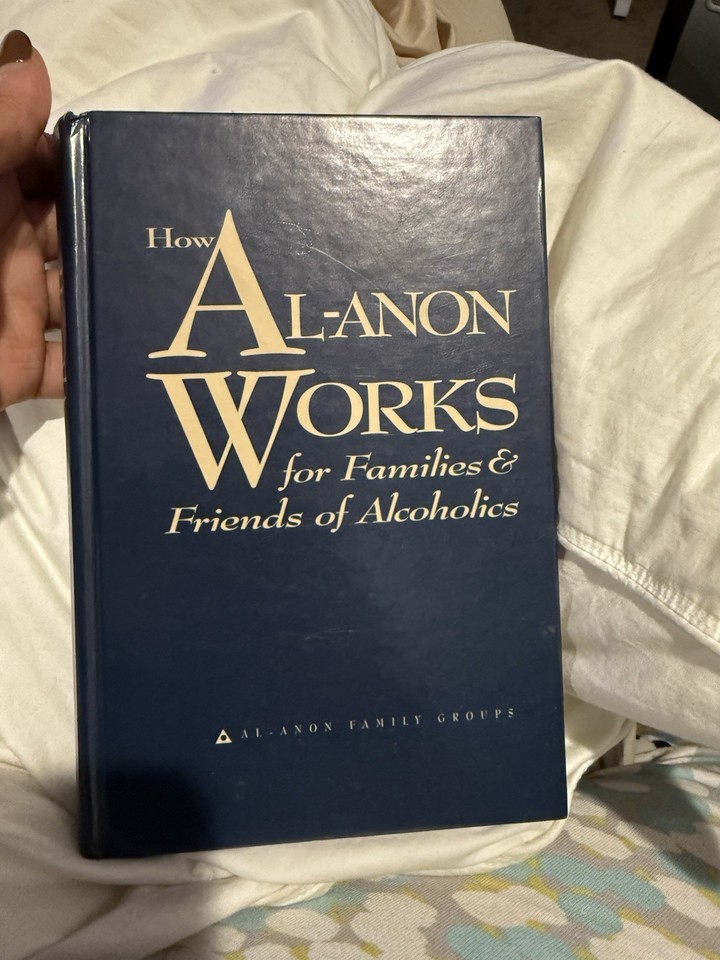 How
AL-ANON
WORKS
for Families &
Friends of Alcoholics
AL-ANON FAMILY GROUPS